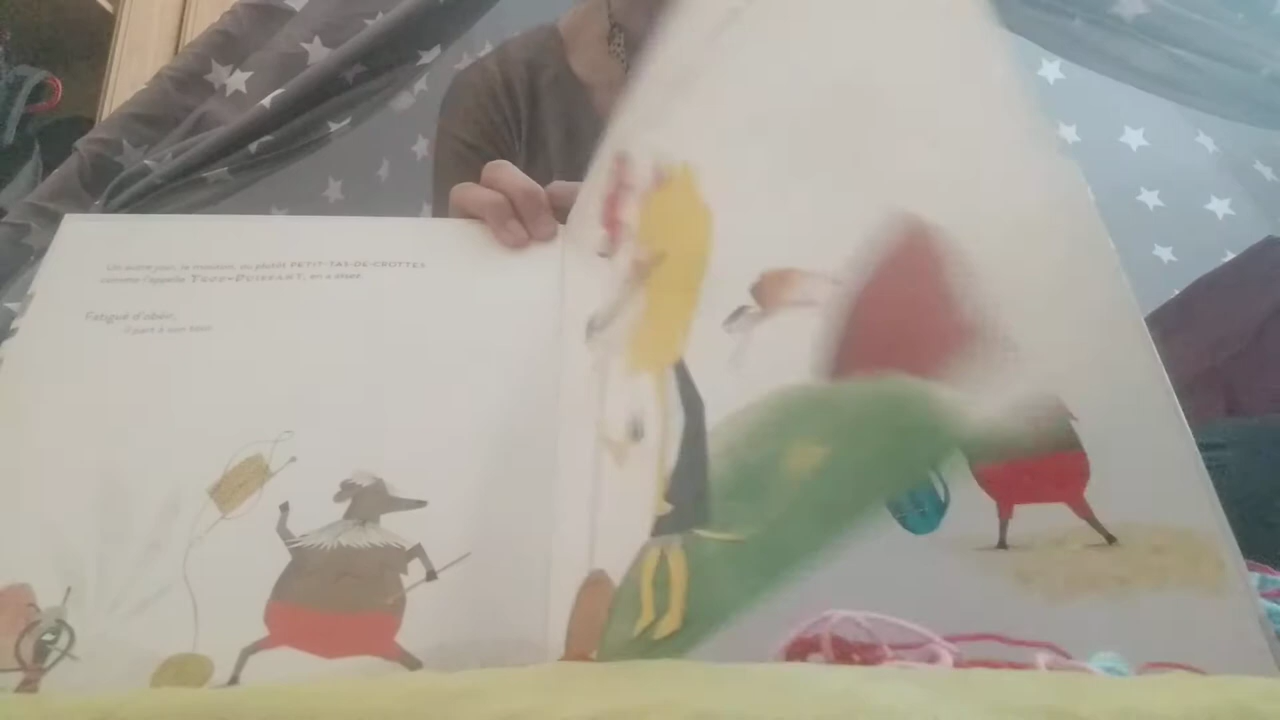 Un autre jour, le mouton, ou plutôt PETIT-TAS-DE-CROTTES
comme l'appelle TOUT-PUISSANT, en a assez.
Fatigué d'obéir,
il part à son tour.